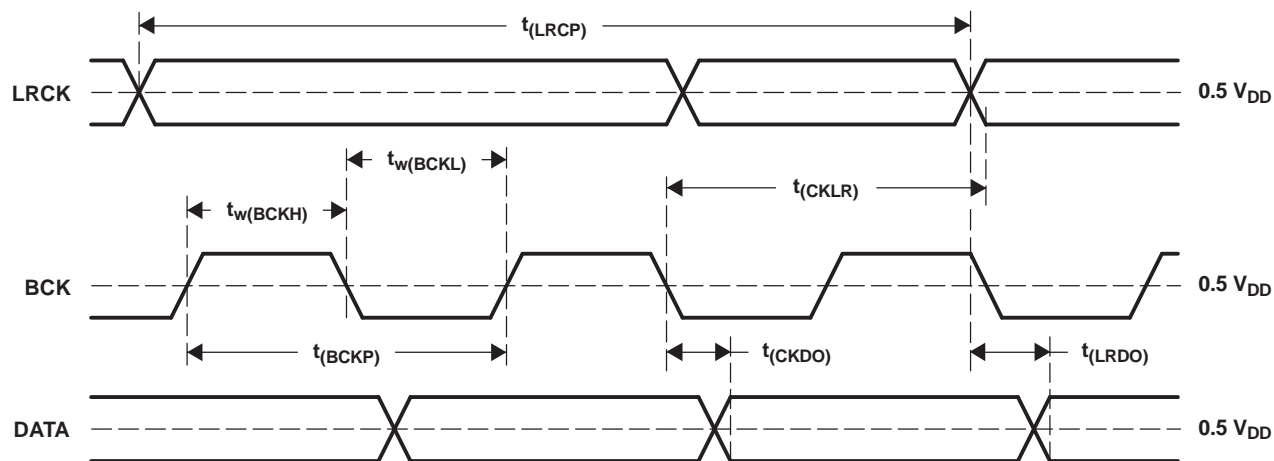 t(LRCP)
LRCK
0.5 VDD
tw(BCKL)
t(CKLR)
tw(BCKH)
BCK
0.5 VDD
t(BCKP)
t(CKDO)
t(LRDO)
DATA
0.5 VDD